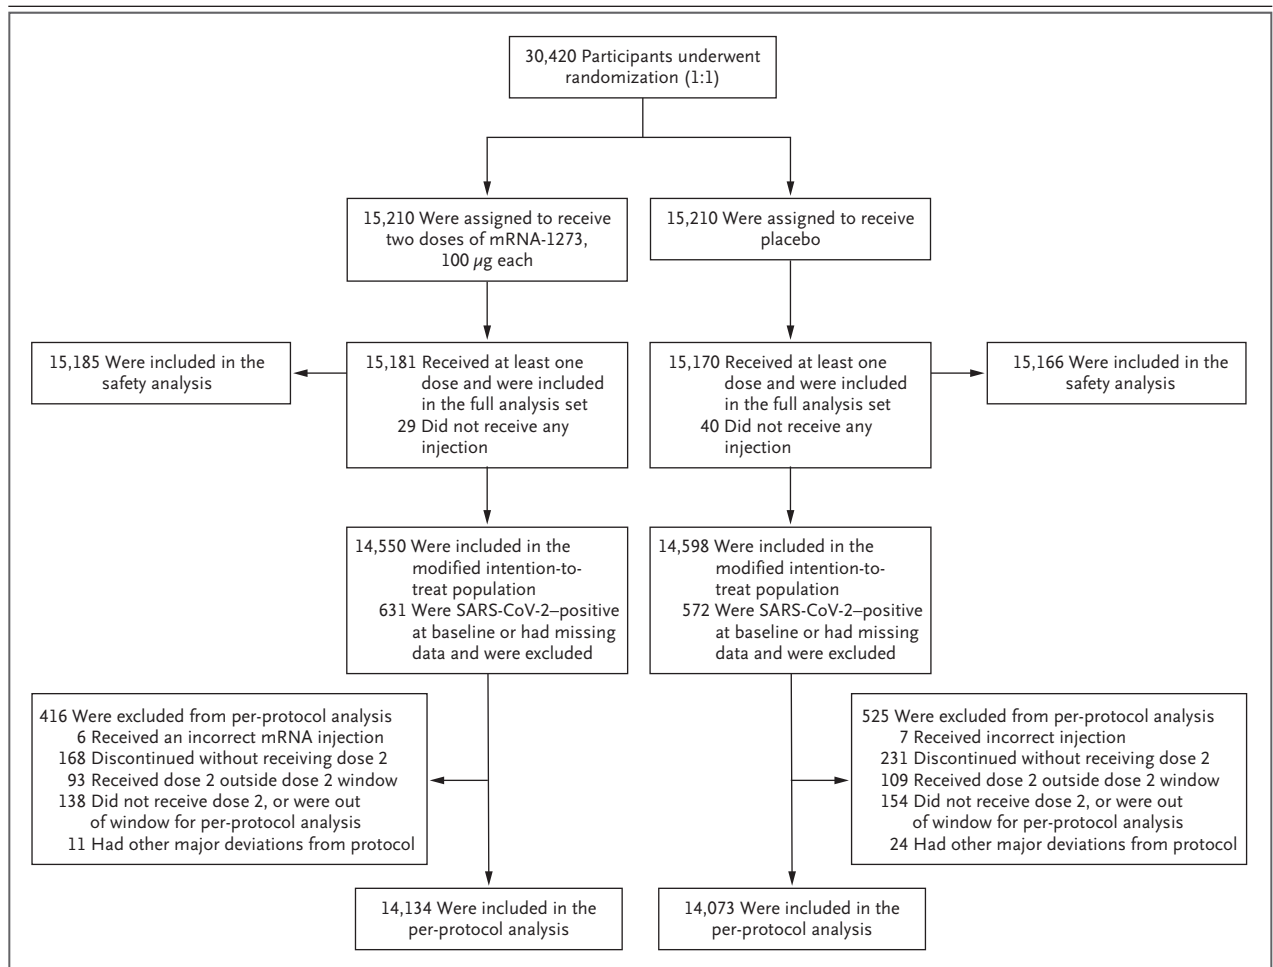 30,420 Participants underwent
randomization (1:1)
15,210 Were assigned to receive
two doses of mRNA-1273,
100 µg each
15,210 Were assigned to receive
placebo
15,185 Were included in the
safety analysis
15,181 Received at least one
dose and were included
in the full analysis set
29 Did not receive any
injection
15,170 Received at least one
dose and were included
in the full analysis set
40 Did not receive any
injection
15,166 Were included in the
safety analysis
14,550 Were included in the
modified intention-to-
treat population
631 Were SARS-CoV-2–positive
at baseline or had missing
data and were excluded
14,598 Were included in the
modified intention-to-
treat population
572 Were SARS-CoV-2–positive
at baseline or had missing
data and were excluded
416 Were excluded from per-protocol analysis
6 Received an incorrect mRNA injection
168 Discontinued without receiving dose 2
93 Received dose 2 outside dose 2 window
138 Did not receive dose 2, or were out
of window for per-protocol analysis
11 Had other major deviations from protocol
525 Were excluded from per-protocol analysis
7 Received incorrect injection
231 Discontinued without receiving dose 2
109 Received dose 2 outside dose 2 window
154 Did not receive dose 2, or were out
of window for per-protocol analysis
24 Had other major deviations from protocol
14,134 Were included in the
per-protocol analysis
14,073 Were included in the
per-protocol analysis